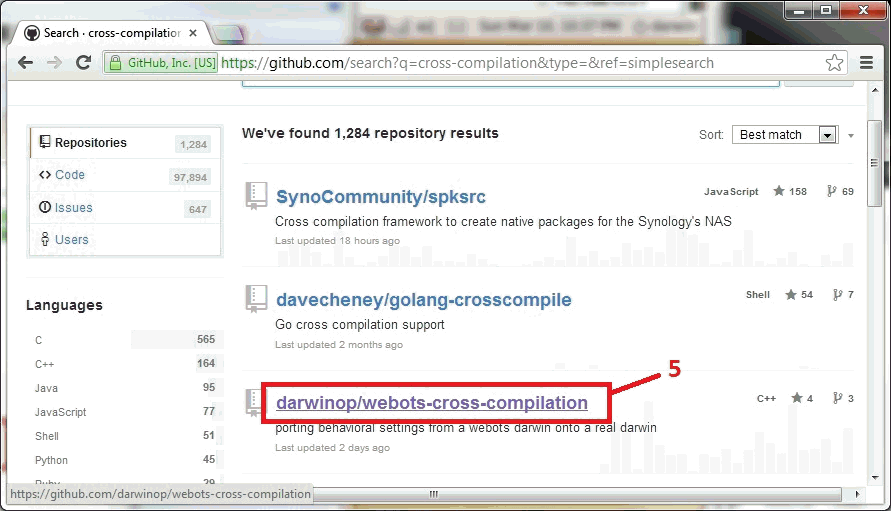 Search · cross-compilation
GitHub, Inc. [US] https://github.com/search?q=cross-compilation&type=&ref=simplesearch
Repositories 1,284
Code 97,894
Issues 647
Users
We've found 1,284 repository results
Sort: Best match
SynoCommunity/spksrc
JavaScript 158 69
Cross compilation framework to create native packages for the Synology's NAS
Last updated 18 hours ago
davecheney/golang-crosscompile
Shell 54 7
Go cross compilation support
Last updated 2 months ago
5
darwinop/webots-cross-compilation
C++ 4 3
porting behavioral settings from a webots darwin onto a real darwin
Last updated 2 days ago
Languages
C 565
C++ 164
Java 95
JavaScript 77
Shell 51
Python 45
Ruby 29
https://github.com/darwinop/webots-cross-compilation